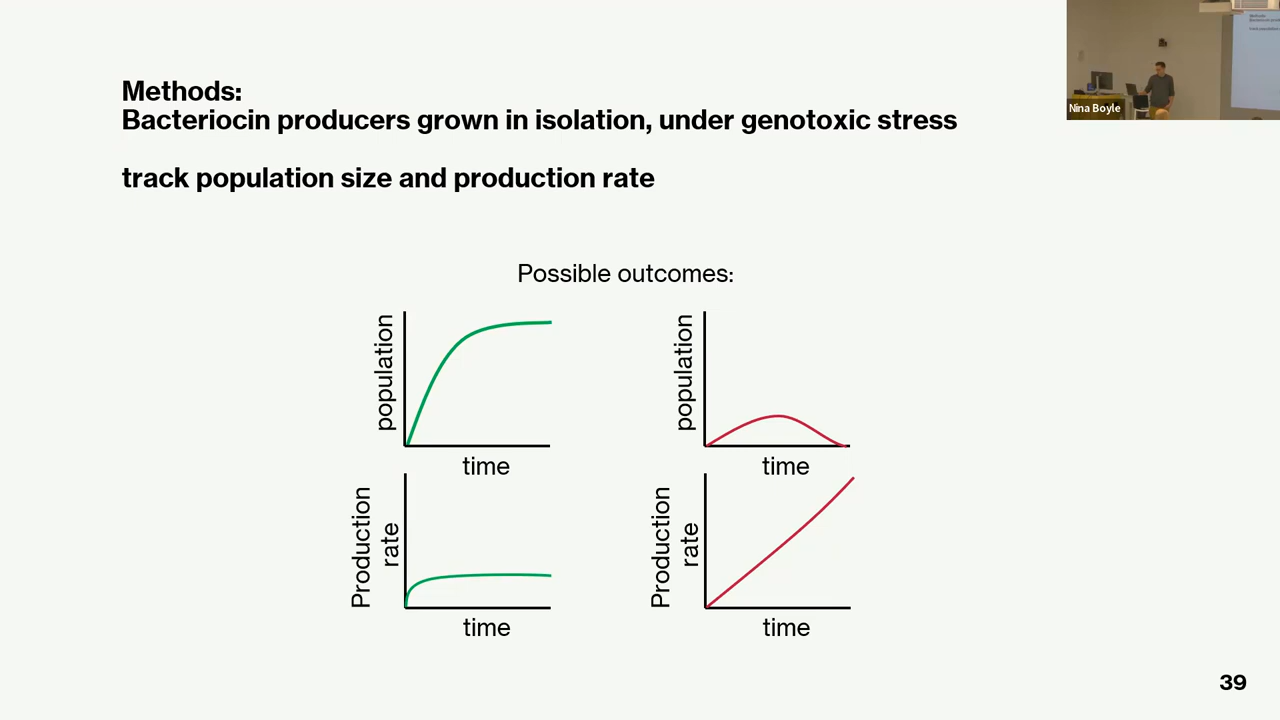 Methods:
Bacteriocin producers grown in isolation, under genotoxic stress
track population size and production rate
Nina Boyle
Possible outcomes:
population
time
population
time
Production
rate
time
Production
rate
time
39